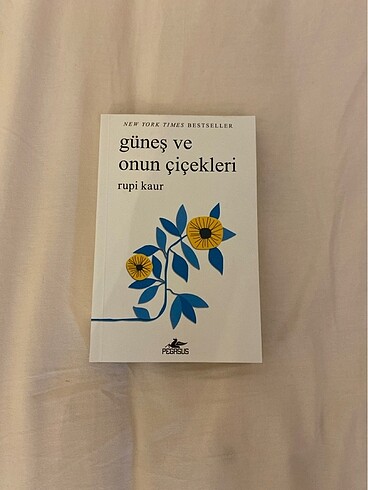 NEW YORK TIMES BESTSELLER
güneş ve
onun çiçekleri
rupi kaur
PEGASUS